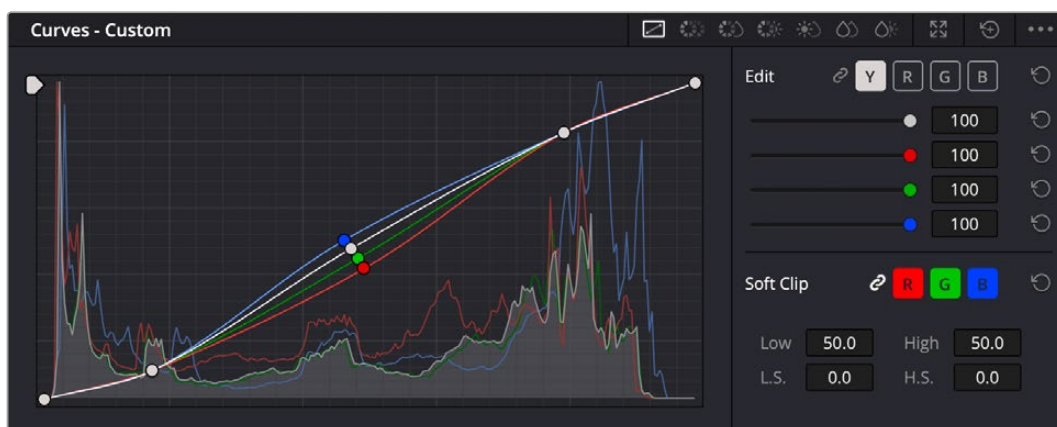 Curves - Custom
Edit Y R G B
100
100
100
100
Soft Clip R G B
Low 50.0 High 50.0
L.S. 0.0 H.S. 0.0